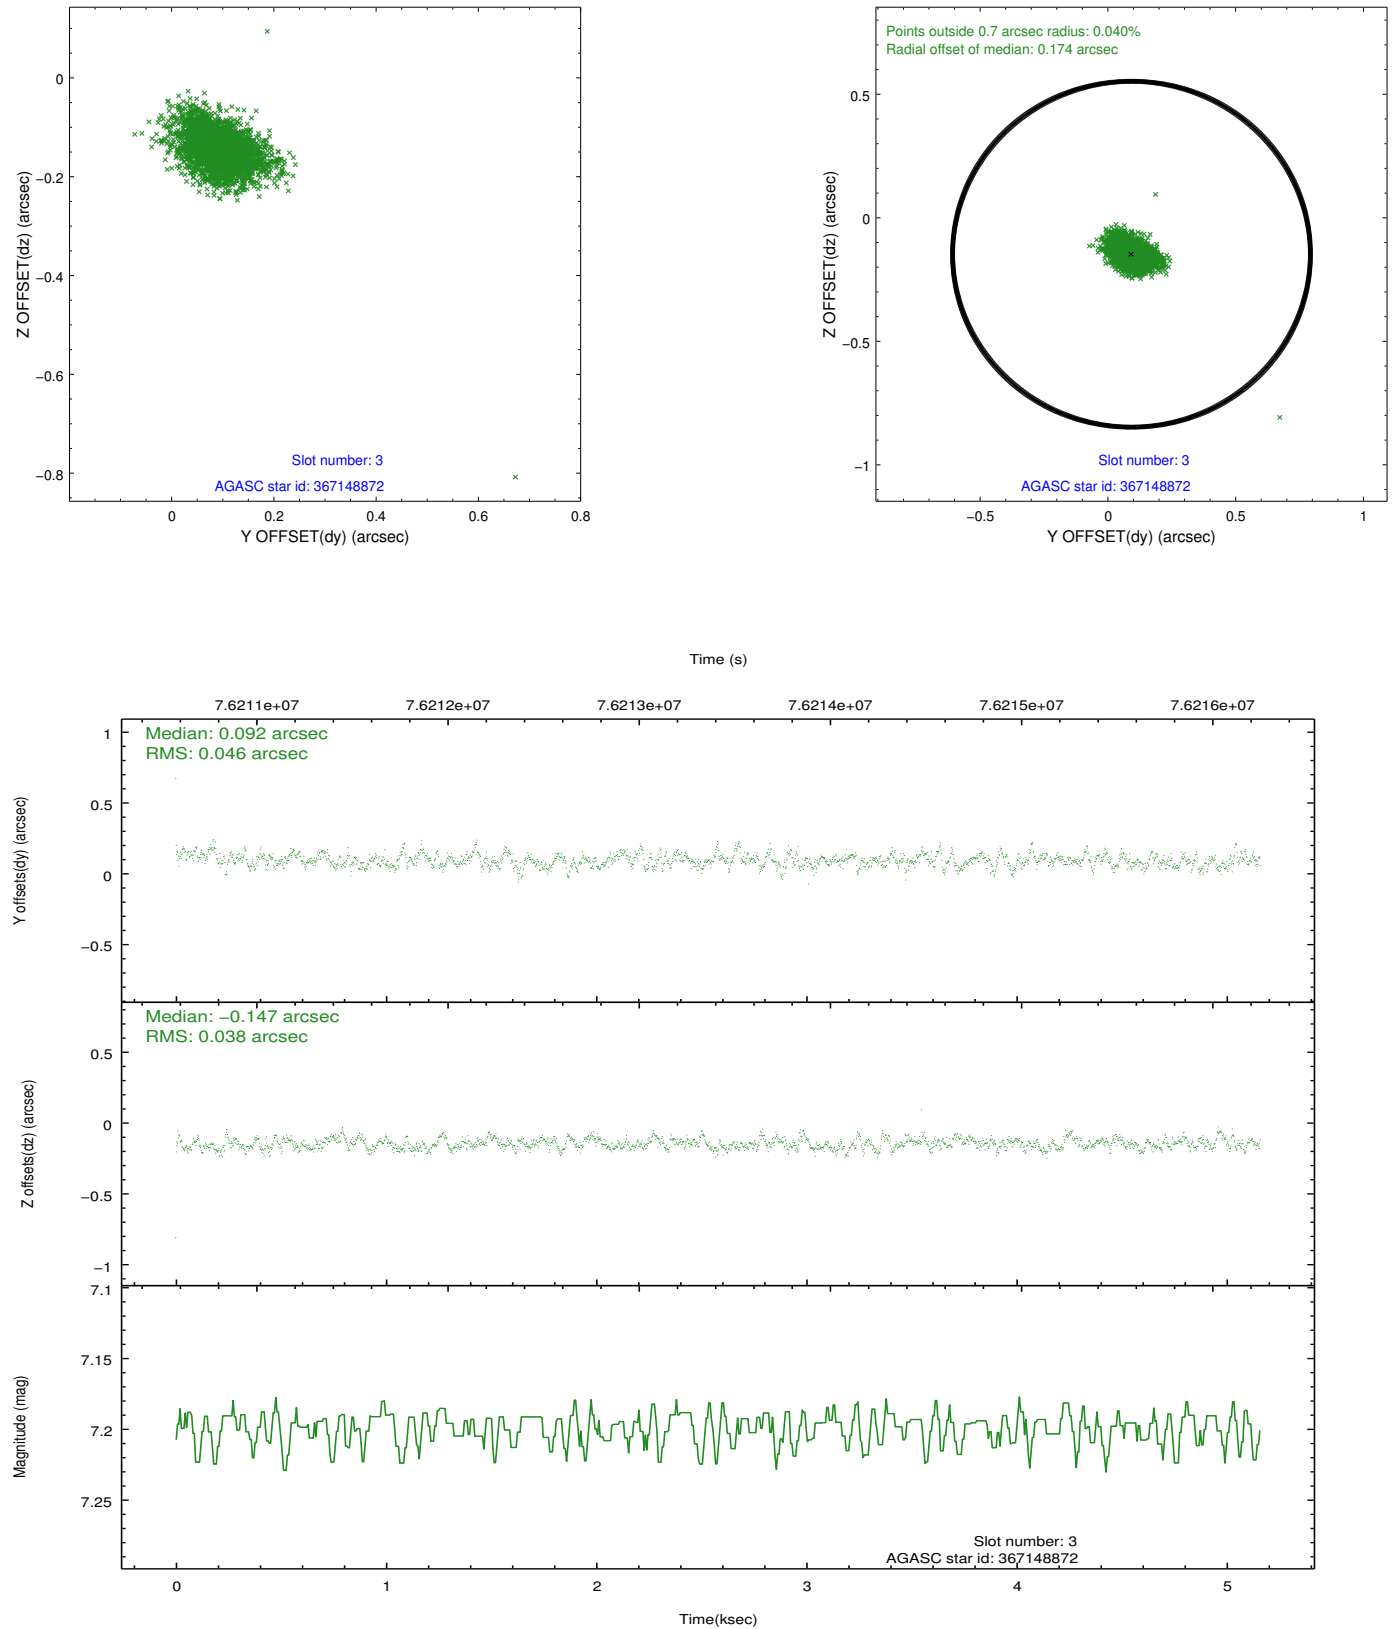 0
−0.2
−0.4
−0.6
−0.8
Z OFFSET(dz) (arcsec)
Slot number: 3
AGASC star id: 367148872
0 0.2 0.4 0.6 0.8
Y OFFSET(dy) (arcsec)
Points outside 0.7 arcsec radius: 0.040%
Radial offset of median: 0.174 arcsec
0.5
0
−0.5
−1
Z OFFSET(dz) (arcsec)
Slot number: 3
AGASC star id: 367148872
−0.5 0 0.5 1
Y OFFSET(dy) (arcsec)
Time (s)
7.6211e+07 7.6212e+07 7.6213e+07 7.6214e+07 7.6215e+07 7.6216e+07
Median: 0.092 arcsec
RMS: 0.046 arcsec
1
0.5
0
−0.5
Y offsets(dy) (arcsec)
Median: −0.147 arcsec
RMS: 0.038 arcsec
0.5
0
−0.5
−1
Z offsets(dz) (arcsec)
7.1
7.15
7.2
7.25
Magnitude (mag)
Slot number: 3
AGASC star id: 367148872
0 1 2 3 4 5
Time(ksec)